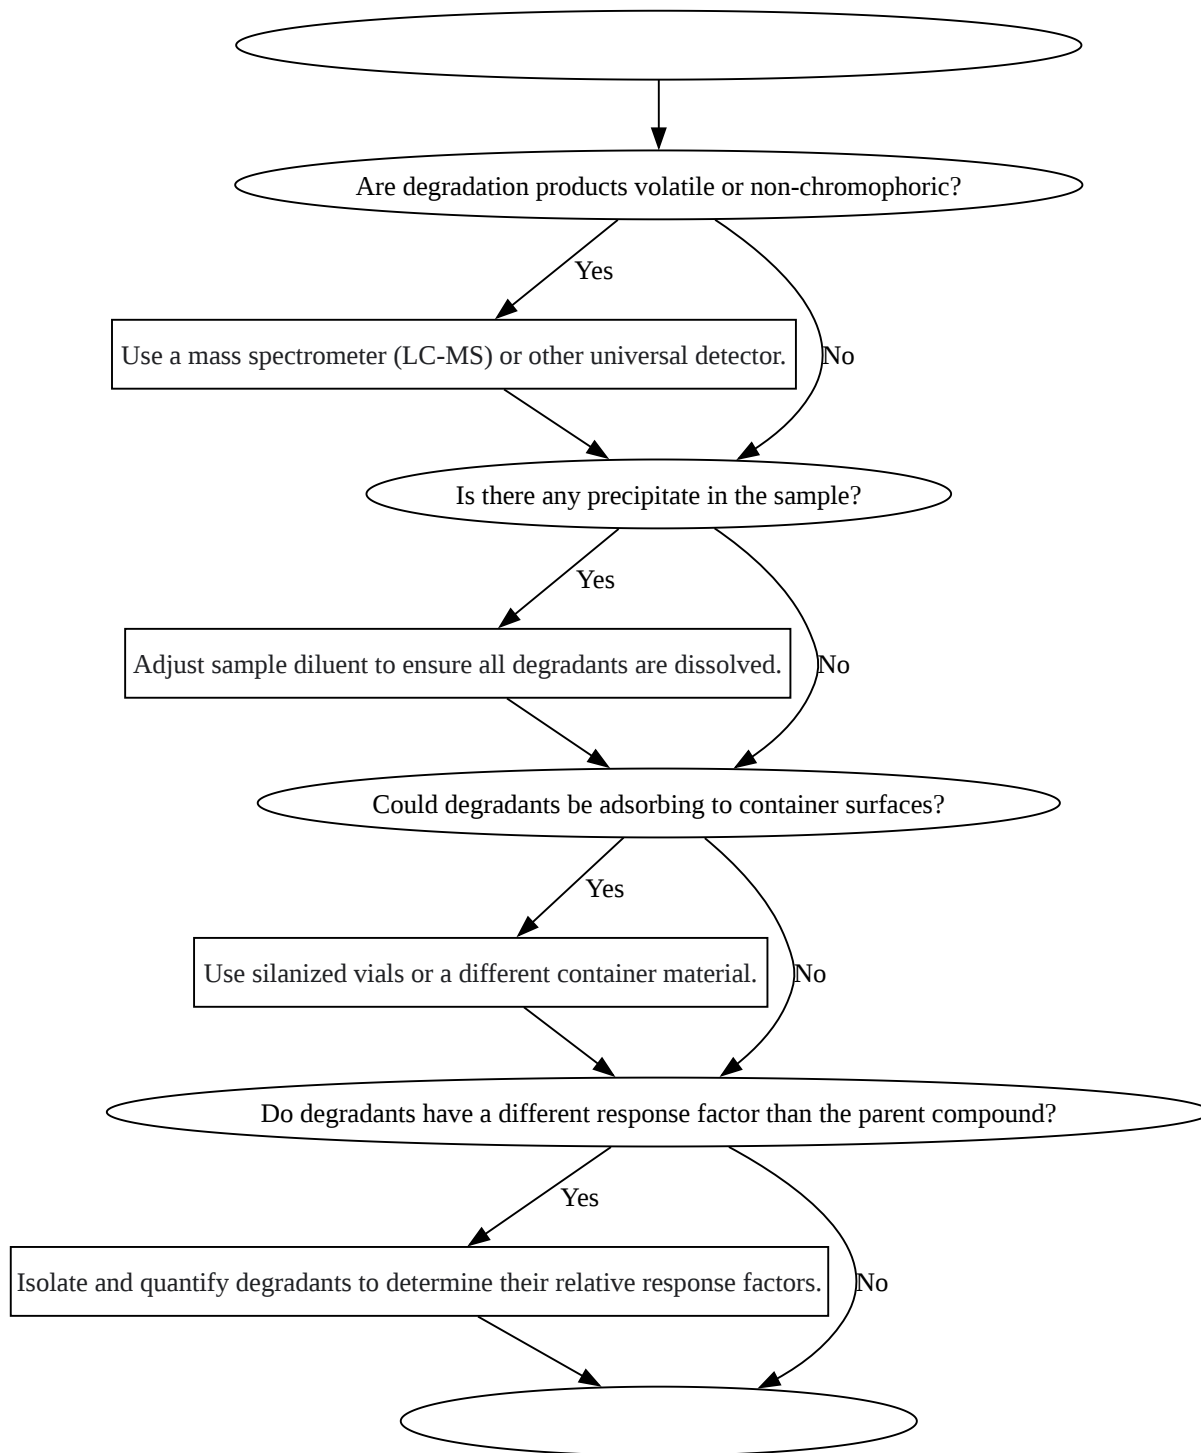 Are degradation products volatile or non-chromophoric?
Yes
Use a mass spectrometer (LC-MS) or other universal detector.
No
Is there any precipitate in the sample?
Yes
Adjust sample diluent to ensure all degradants are dissolved.
No
Could degradants be adsorbing to container surfaces?
Yes
Use silanized vials or a different container material.
No
Do degradants have a different response factor than the parent compound?
Yes
Isolate and quantify degradants to determine their relative response factors.
No